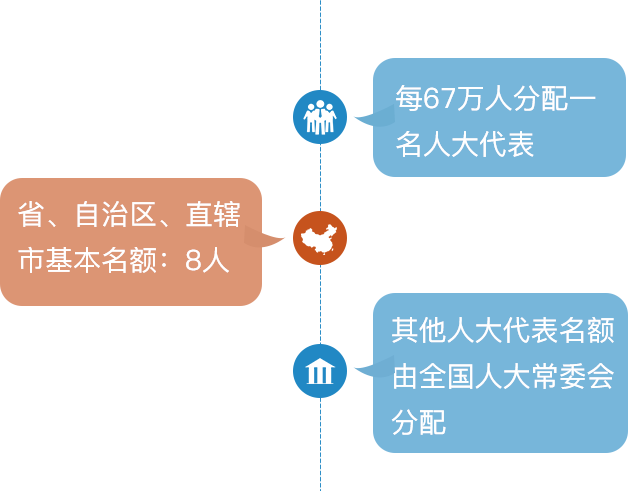 每67万人分配一
名人大代表
省、自治区、直辖
市基本名额：8人
其他人大代表名额
由全国人大常委会
分配